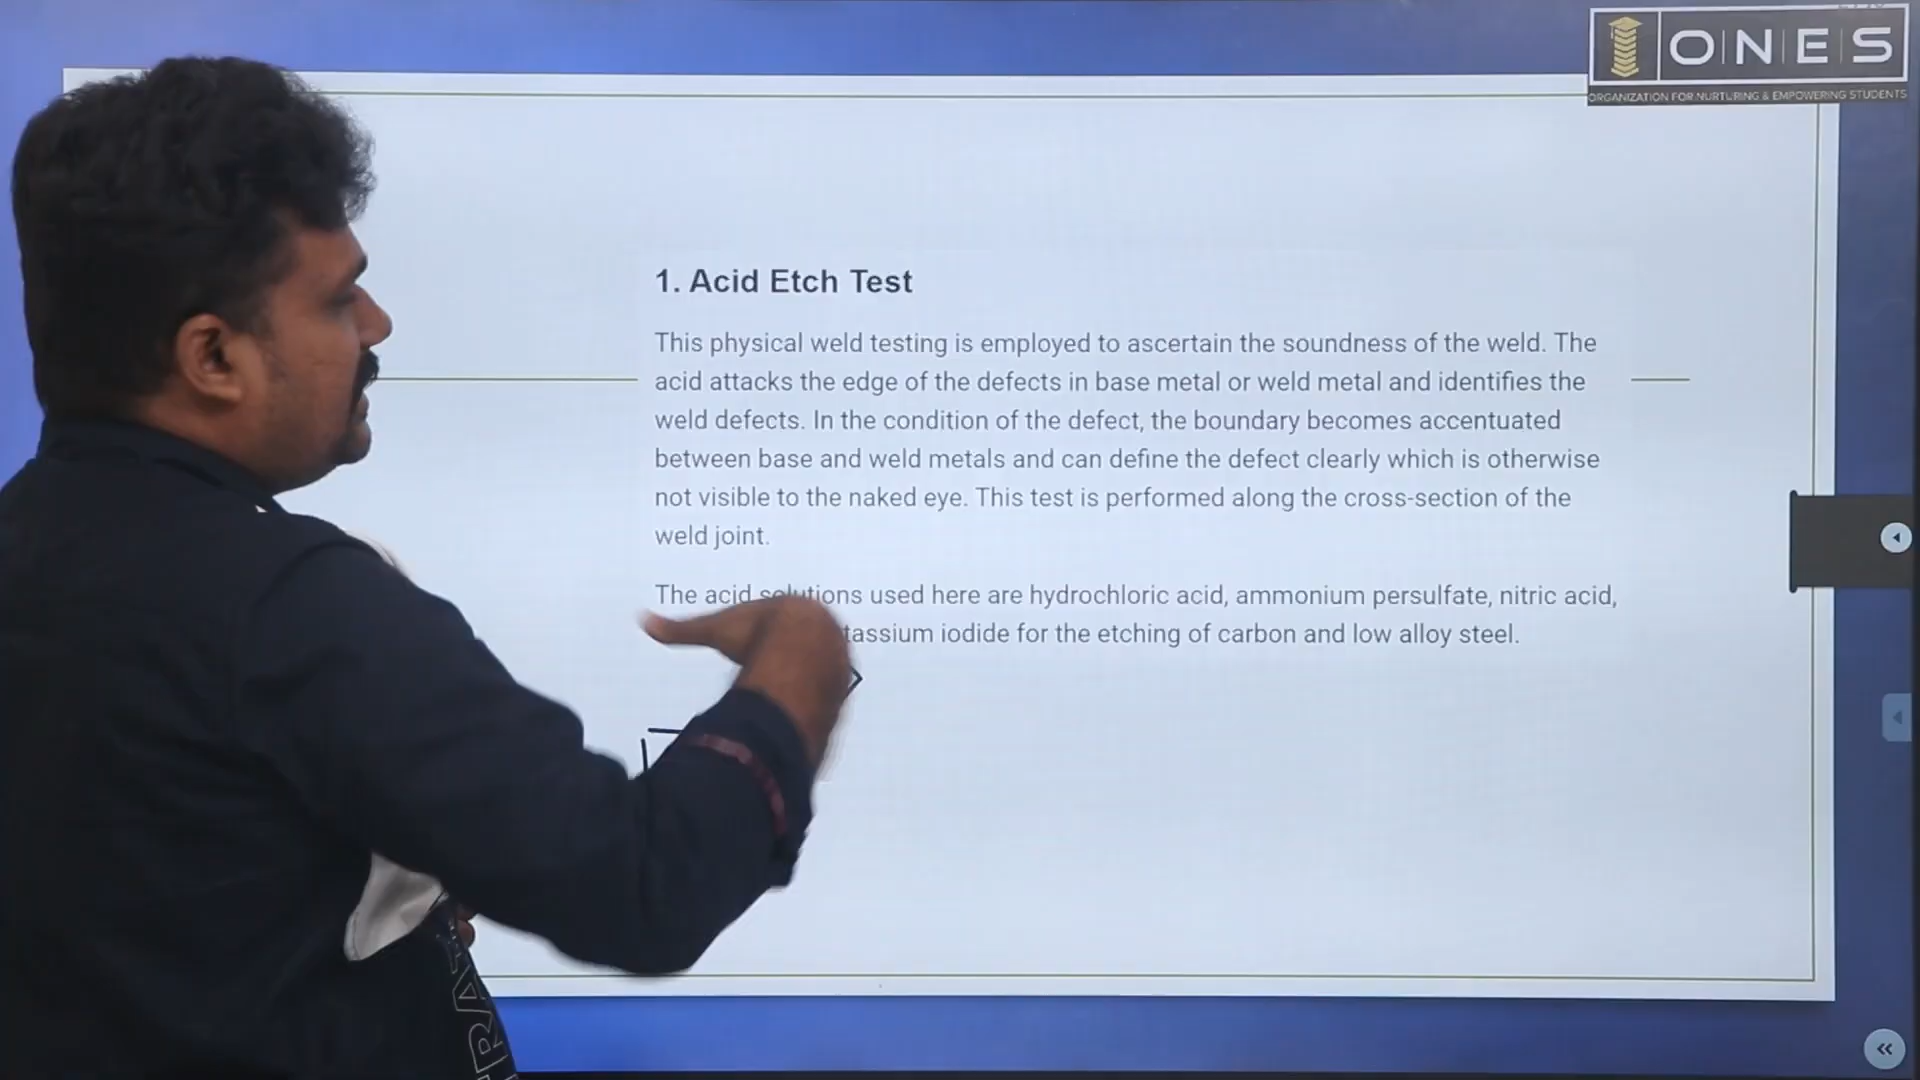 ONES
ORGANIZATION FOR NURTURING & EMPOWERING STUDENTS
1. Acid Etch Test
This physical weld testing is employed to ascertain the soundness of the weld. The
acid attacks the edge of the defects in base metal or weld metal and identifies the
weld defects. In the condition of the defect, the boundary becomes accentuated
between base and weld metals and can define the defect clearly which is otherwise
not visible to the naked eye. This test is performed along the cross-section of the
weld joint.
The acid solutions used here are hydrochloric acid, ammonium persulfate, nitric acid,
iodide for the etching of carbon and low alloy steel.